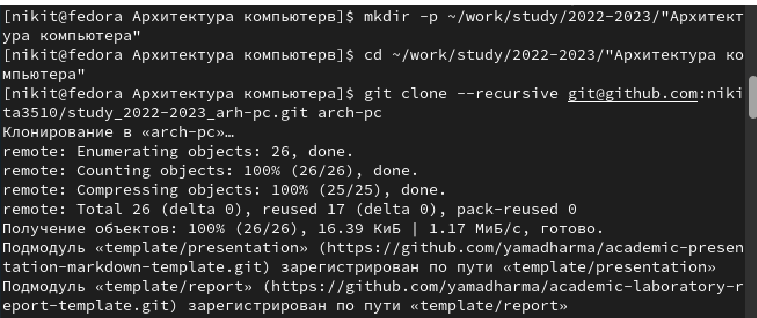 [nikit@fedora Архитектура компьютерв]$ mkdir -p ~/work/study/2022-2023/"Архитект
ура компьютера"
[nikit@fedora Архитектура компьютерв]$ cd ~/work/study/2022-2023/"Архитектура ко
мпьютера"
[nikit@fedora Архитектура компьютера]$ git clone --recursive git@github.com:niki
ta3510/study_2022-2023_arh-pc.git arch-pc
Клонирование в «arch-pc»…
remote: Enumerating objects: 26, done.
remote: Counting objects: 100% (26/26), done.
remote: Compressing objects: 100% (25/25), done.
remote: Total 26 (delta 0), reused 17 (delta 0), pack-reused 0
Получение объектов: 100% (26/26), 16.39 КиБ | 1.17 МиБ/с, готово.
Подмодуль «template/presentation» (https://github.com/yamadharma/academic-presen
tation-markdown-template.git) зарегистрирован по пути «template/presentation»
Подмодуль «template/report» (https://github.com/yamadharma/academic-laboratory-r
eport-template.git) зарегистрирован по пути «template/report»